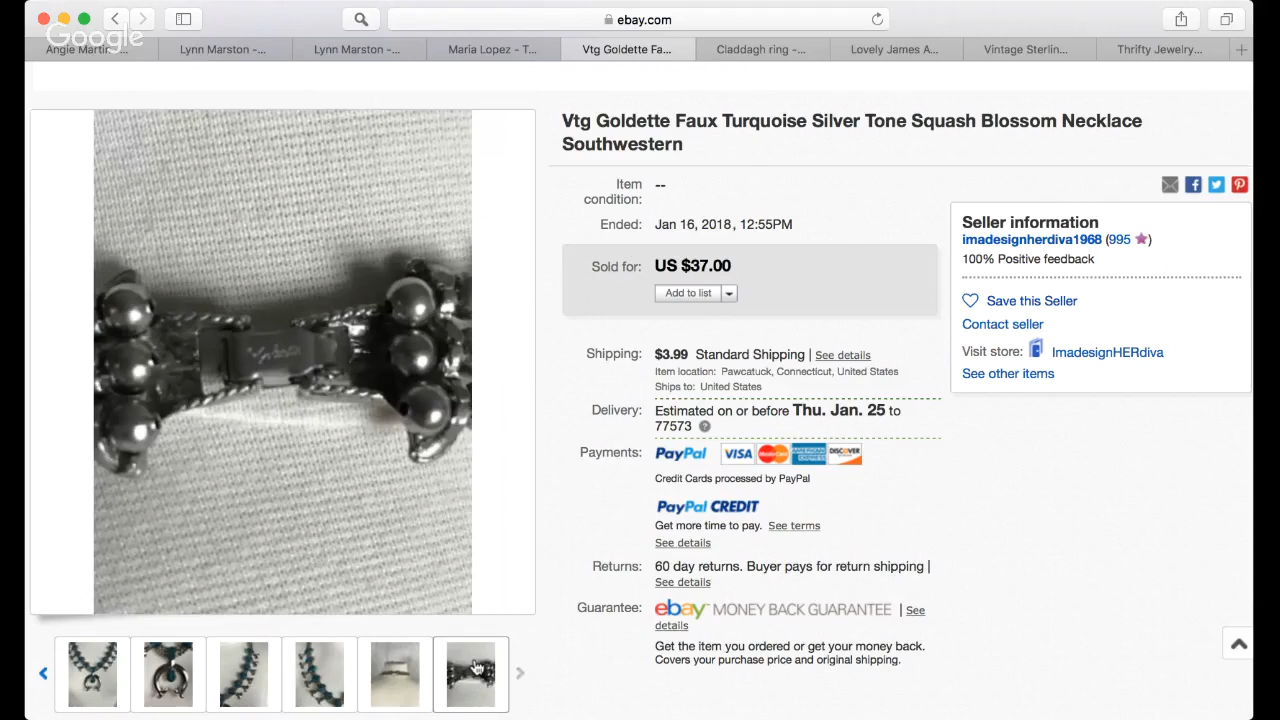 ebay.com
Google
Angie Martin...
Lynn Marston -...
Lynn Marston -...
Maria Lopez - T...
Vtg Goldette Fa...
Claddagh ring -...
Lovely James A...
Vintage Sterlin...
Thrifty Jewelry...
Vtg Goldette Faux Turquoise Silver Tone Squash Blossom Necklace
Southwestern
Item condition: --
Ended: Jan 16, 2018, 12:55PM
Sold for: US $37.00
Add to list
Shipping: $3.99 Standard Shipping | See details
Item location: Pawcatuck, Connecticut, United States
Ships to: United States
Delivery: Estimated on or before Thu. Jan. 25 to
77573 ?
Payments: PayPal VISA MasterCard AMERICAN EXPRESS DISCOVER
Credit Cards processed by PayPal
PayPal CREDIT
Get more time to pay. See terms
See details
Returns: 60 day returns. Buyer pays for return shipping |
See details
Guarantee: ebay MONEY BACK GUARANTEE | See
details
Get the item you ordered or get your money back.
Covers your purchase price and original shipping.
Seller information
imadesignherdiva1968 (995)
100% Positive feedback
Save this Seller
Contact seller
Visit store: ImadesignHERdiva
See other items